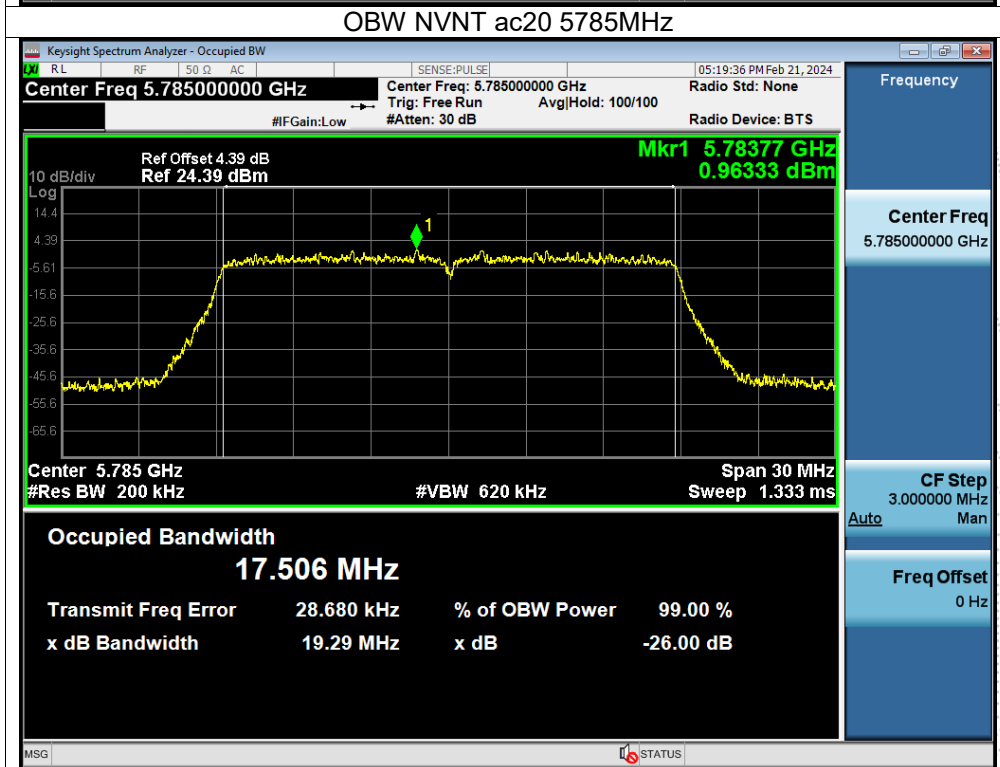 OBW NVNT ac20 5785MHz
Keysight Spectrum Analyzer - Occupied BW
LXI RL RF 50 Ω AC SENSE:PULSE 05:19:36 PM Feb 21, 2024
Center Freq 5.785000000 GHz Center Freq: 5.785000000 GHz Radio Std: None
Trig: Free Run Avg|Hold: 100/100
#IFGain:Low #Atten: 30 dB Radio Device: BTS
Frequency
Mkr1 5.78377 GHz
0.96333 dBm
Ref Offset 4.39 dB
10 dB/div Ref 24.39 dBm
Log
14.4
4.39
-5.61
-15.6
-25.6
-35.6
-45.6
-55.6
-65.6
1
Center 5.785 GHz Span 30 MHz
#Res BW 200 kHz #VBW 620 kHz Sweep 1.333 ms
Center Freq
5.785000000 GHz
CF Step
3.000000 MHz
Auto Man
Freq Offset
0 Hz
Occupied Bandwidth
17.506 MHz
Transmit Freq Error 28.680 kHz % of OBW Power 99.00 %
x dB Bandwidth 19.29 MHz x dB -26.00 dB
MSG STATUS